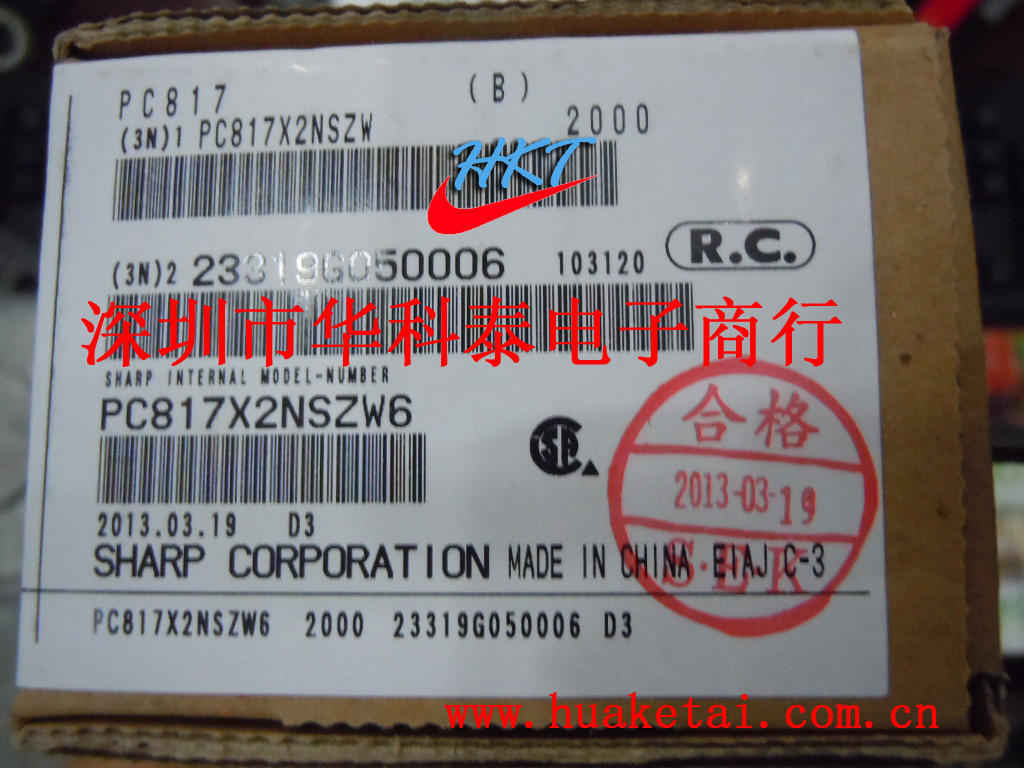 PC817 (B)
(3N)1 PC817X2NSZW 2000
HKT
(3N)2 23319G050006 103120 R.C.
深圳市华科泰电子商行
SHARP INTERNAL MODEL-NUMBER
PC817X2NSZW6
合格
2013-03-19
S·EK
2013.03.19 D3
SHARP CORPORATION MADE IN CHINA EIAJ C-3
PC817X2NSZW6 2000 23319G050006 D3
www.huaketai.com.cn